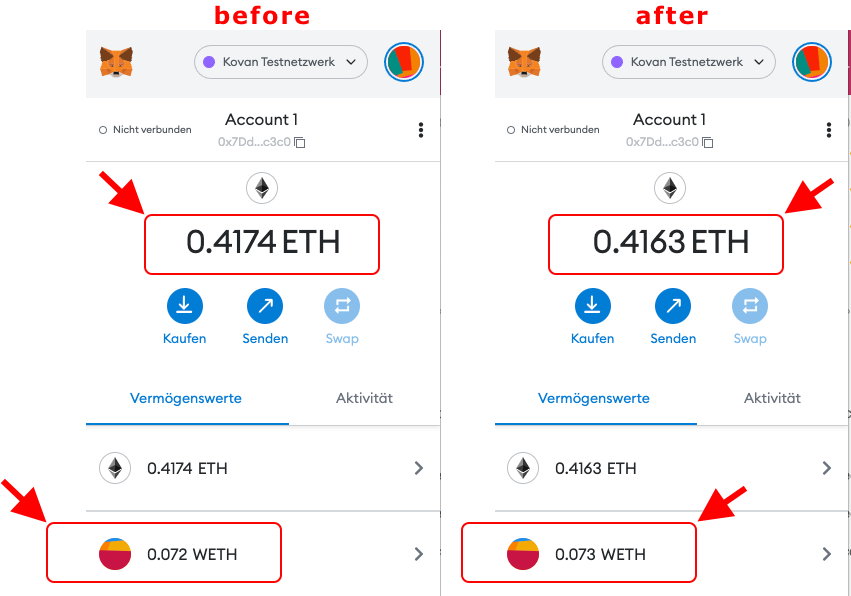 before
Kovan Testnetzwerk
Nicht verbunden
Account 1
0x7Dd...c3c0
0.4174 ETH
Kaufen
Senden
Swap
Vermögenswerte
Aktivität
0.4174 ETH
0.072 WETH
after
Kovan Testnetzwerk
Nicht verbunden
Account 1
0x7Dd...c3c0
0.4163 ETH
Kaufen
Senden
Swap
Vermögenswerte
Aktivität
0.4163 ETH
0.073 WETH